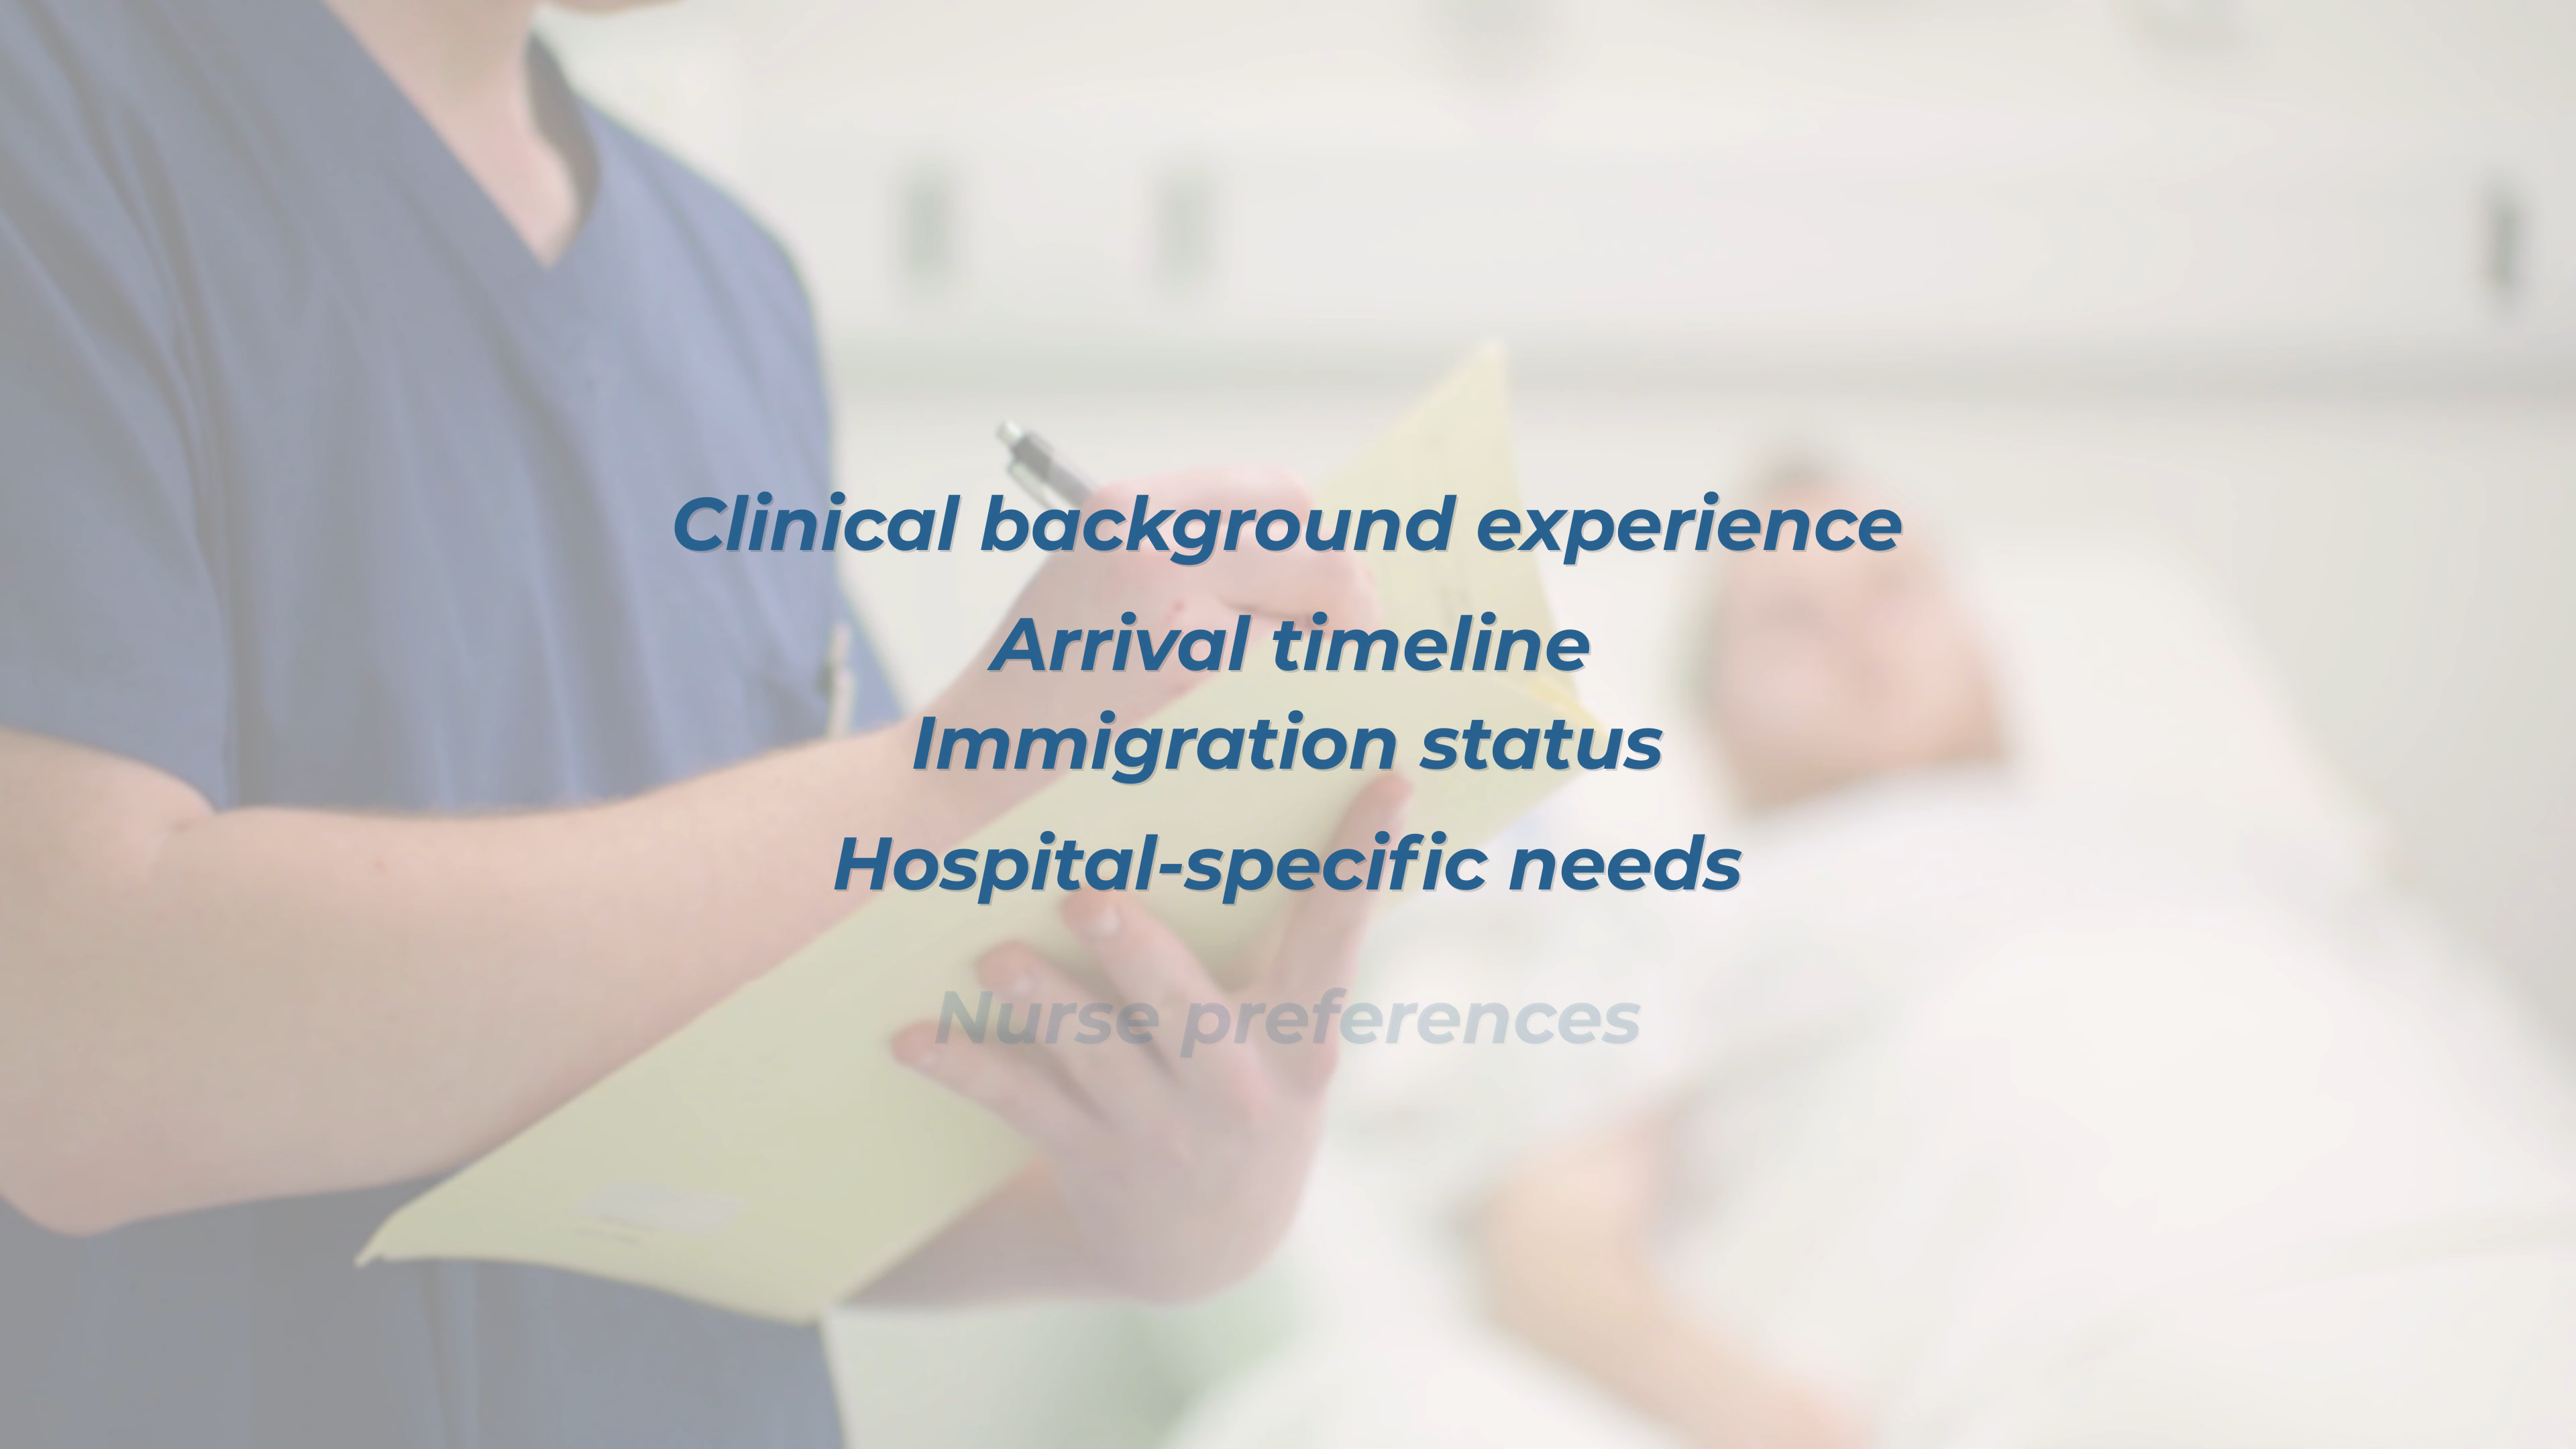 Clinical background experience
Arrival timeline
Immigration status
Hospital-specific needs
Nurse preferences